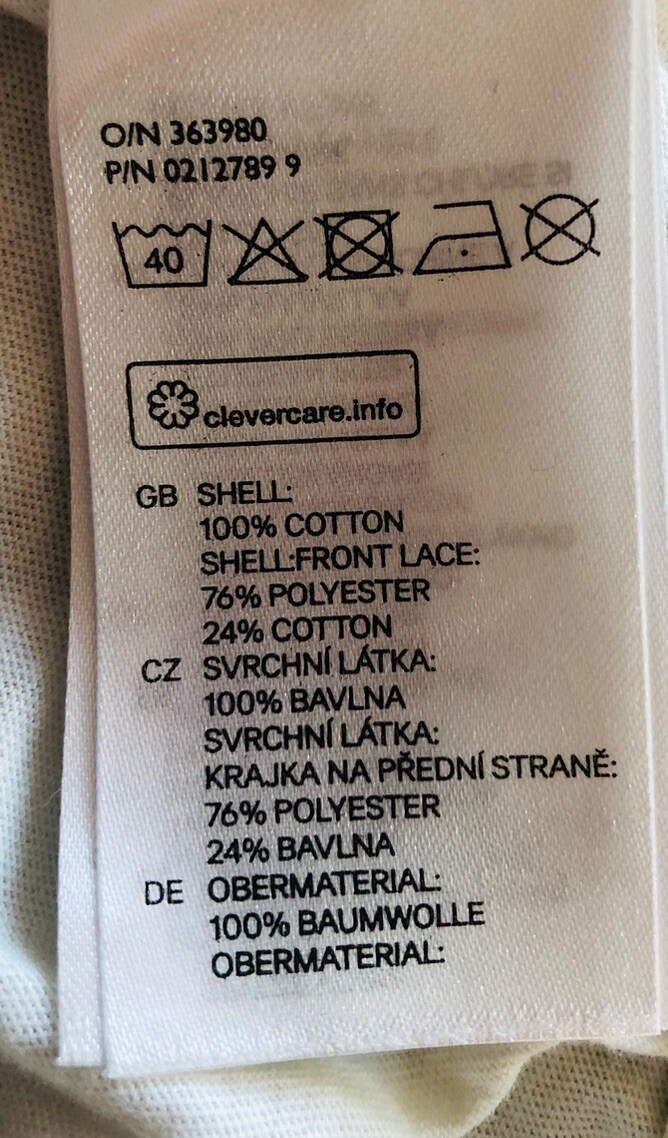 O/N 363980
P/N 0212789 9
40
clevercare.info
GB SHELL:
100% COTTON
SHELL:FRONT LACE:
76% POLYESTER
24% COTTON
CZ SVRCHNÍ LÁTKA:
100% BAVLNA
SVRCHNÍ LÁTKA:
KRAJKA NA PŘEDNÍ STRANĚ:
76% POLYESTER
24% BAVLNA
DE OBERMATERIAL:
100% BAUMWOLLE
OBERMATERIAL: